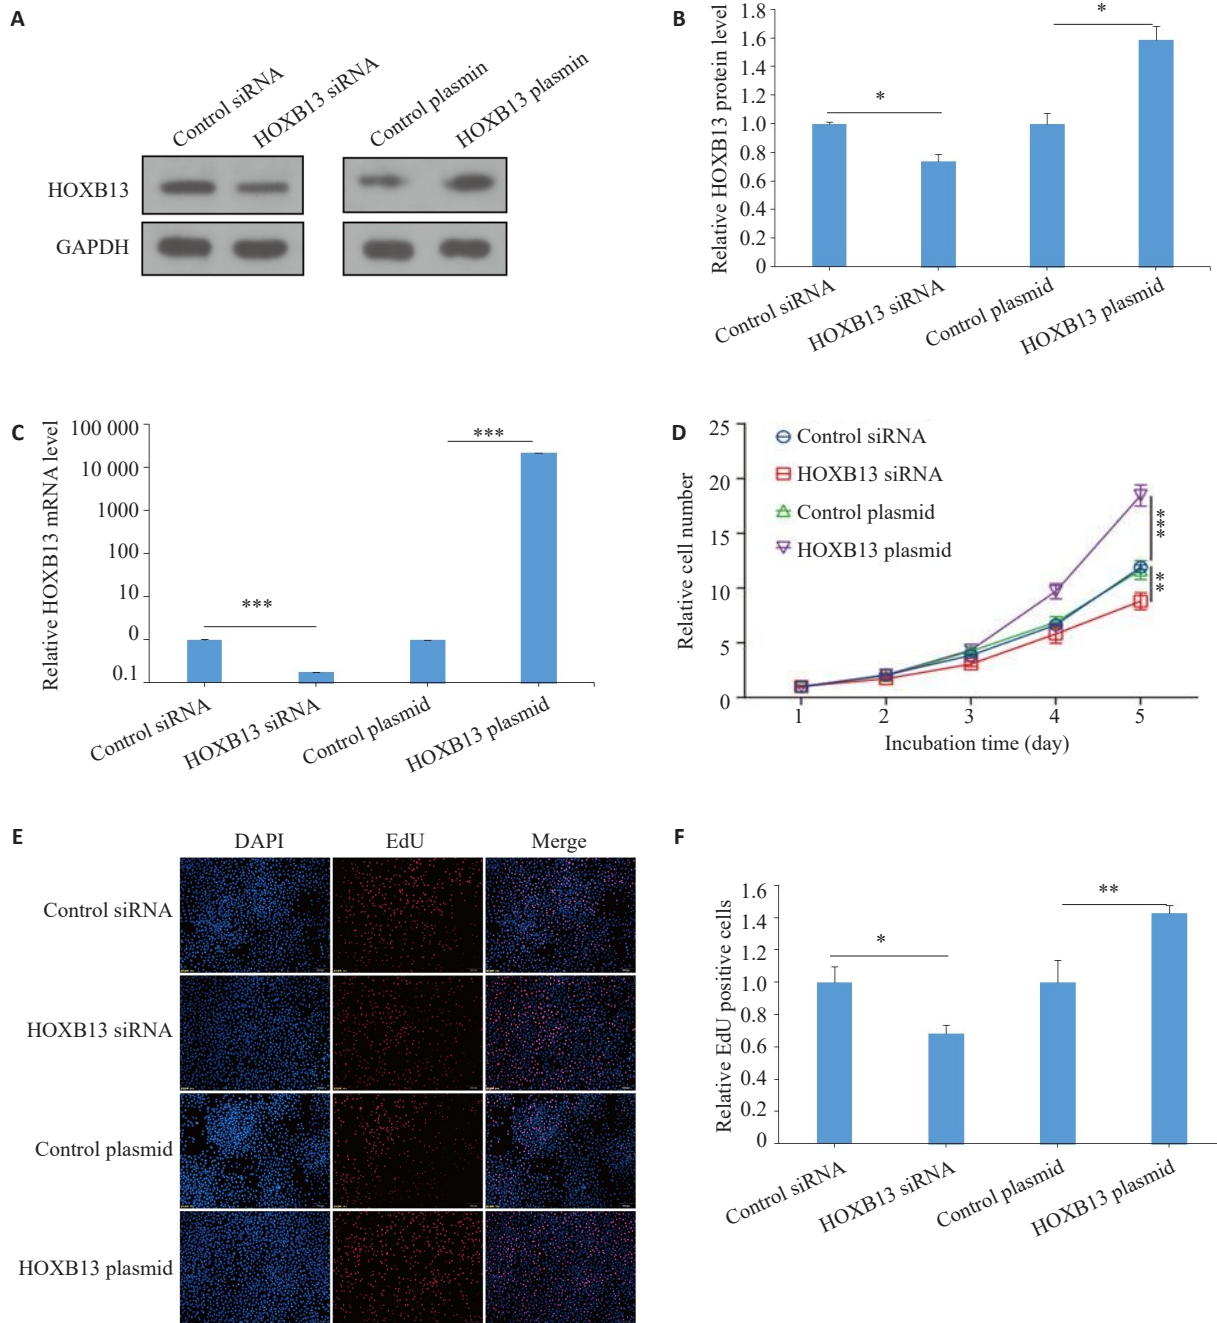 A
Control siRNA
HOXB13 siRNA
Control plasmin
HOXB13 plasmin
HOXB13
GAPDH
B
Relative HOXB13 protein level
1.8
1.6
1.4
1.2
1.0
0.8
0.6
0.4
0.2
0
*
*
Control siRNA
HOXB13 siRNA
Control plasmid
HOXB13 plasmid
C
Relative HOXB13 mRNA level
100 000
10 000
1000
100
10
0
0.1
***
***
Control siRNA
HOXB13 siRNA
Control plasmid
HOXB13 plasmid
D
Relative cell number
25
20
15
10
5
0
Control siRNA
HOXB13 siRNA
Control plasmid
HOXB13 plasmid
***
**
1 2 3 4 5
Incubation time (day)
E
DAPI EdU Merge
Control siRNA
HOXB13 siRNA
Control plasmid
HOXB13 plasmid
F
Relative EdU positive cells
1.6
1.4
1.2
1.0
0.8
0.6
0.4
0.2
0
*
**
Control siRNA
HOXB13 siRNA
Control plasmid
HOXB13 plasmid